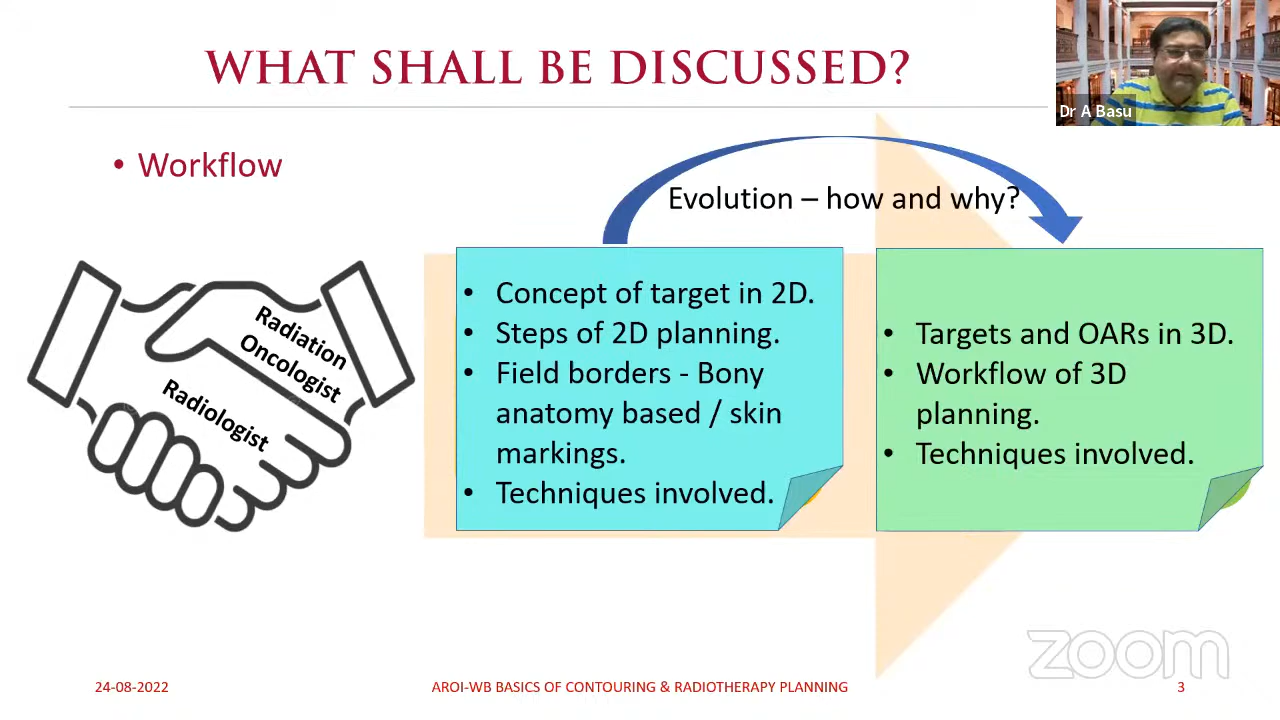 WHAT SHALL BE DISCUSSED?
Dr A Basu
• Workflow
Evolution – how and why?
Radiation
Oncologist
Radiologist
• Concept of target in 2D.
• Steps of 2D planning.
• Field borders - Bony
anatomy based / skin
markings.
• Techniques involved.
• Targets and OARs in 3D.
• Workflow of 3D
planning.
• Techniques involved.
zoom
24-08-2022
AROI-WB BASICS OF CONTOURING & RADIOTHERAPY PLANNING
3